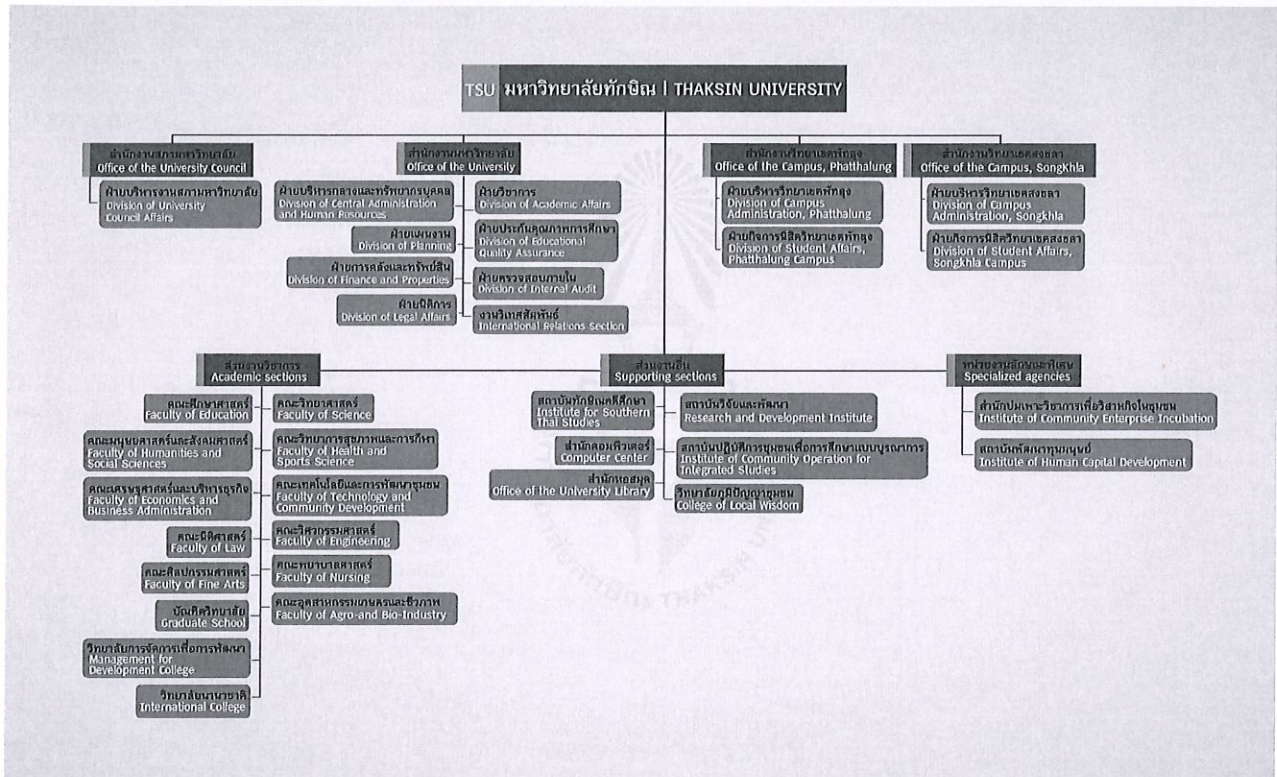 TSU มหาวิทยาลัยทักษิณ | THAKSIN UNIVERSITY
สำนักงานสภามหาวิทยาลัย
Office of the University Council
ฝ่ายบริหารงานสภามหาวิทยาลัย
Division of University
Council Affairs
สำนักงานมหาวิทยาลัย
Office of the University
ฝ่ายบริหารกลางและทรัพยากรบุคคล
Division of Central Administration
and Human Resources
ฝ่ายแผนงาน
Division of Planning
ฝ่ายการคลังและทรัพย์สิน
Division of Finance and Properties
ฝ่ายนิติการ
Division of Legal Affairs
ฝ่ายวิชาการ
Division of Academic Affairs
ฝ่ายประกันคุณภาพการศึกษา
Division of Educational
Quality Assurance
ฝ่ายตรวจสอบภายใน
Division of Internal Audit
งานวิเทศสัมพันธ์
International Relations Section
สำนักงานวิทยาเขตพัทลุง
Office of the Campus, Phatthalung
ฝ่ายบริหารวิทยาเขตพัทลุง
Division of Campus
Administration, Phatthalung
ฝ่ายกิจการนิสิตวิทยาเขตพัทลุง
Division of Student Affairs,
Phatthalung Campus
สำนักงานวิทยาเขตสงขลา
Office of the Campus, Songkhla
ฝ่ายบริหารวิทยาเขตสงขลา
Division of Campus
Administration, Songkhla
ฝ่ายกิจการนิสิตวิทยาเขตสงขลา
Division of Student Affairs,
Songkhla Campus
ส่วนงานวิชาการ
Academic sections
คณะศึกษาศาสตร์
Faculty of Education
คณะมนุษยศาสตร์และสังคมศาสตร์
Faculty of Humanities and
Social Sciences
คณะเศรษฐศาสตร์และบริหารธุรกิจ
Faculty of Economics and
Business Administration
คณะนิติศาสตร์
Faculty of Law
คณะศิลปกรรมศาสตร์
Faculty of Fine Arts
บัณฑิตวิทยาลัย
Graduate School
วิทยาลัยการจัดการเพื่อการพัฒนา
Management for
Development College
วิทยาลัยนานาชาติ
International College
คณะวิทยาศาสตร์
Faculty of Science
คณะวิทยาการสุขภาพและการกีฬา
Faculty of Health and
Sports Science
คณะเทคโนโลยีและการพัฒนาชุมชน
Faculty of Technology and
Community Development
คณะวิศวกรรมศาสตร์
Faculty of Engineering
คณะพยาบาลศาสตร์
Faculty of Nursing
คณะอุตสาหกรรมเกษตรและชีวภาพ
Faculty of Agro-and Bio-Industry
ส่วนงานอื่น
Supporting sections
สถาบันทักษิณคดีศึกษา
Institute for Southern
Thai Studies
สำนักคอมพิวเตอร์
Computer Center
สำนักหอสมุด
Office of the University Library
สถาบันวิจัยและพัฒนา
Research and Development Institute
สถาบันปฏิบัติการชุมชนเพื่อการศึกษาแบบบูรณาการ
Institute of Community Operation for
Integrated Studies
วิทยาลัยภูมิปัญญาชุมชน
College of Local Wisdom
หน่วยงานลักษณะพิเศษ
Specialized agencies
สำนักบ่มเพาะวิชาการเพื่อวิสาหกิจในชุมชน
Institute of Community Enterprise Incubation
สถาบันพัฒนาทุนมนุษย์
Institute of Human Capital Development